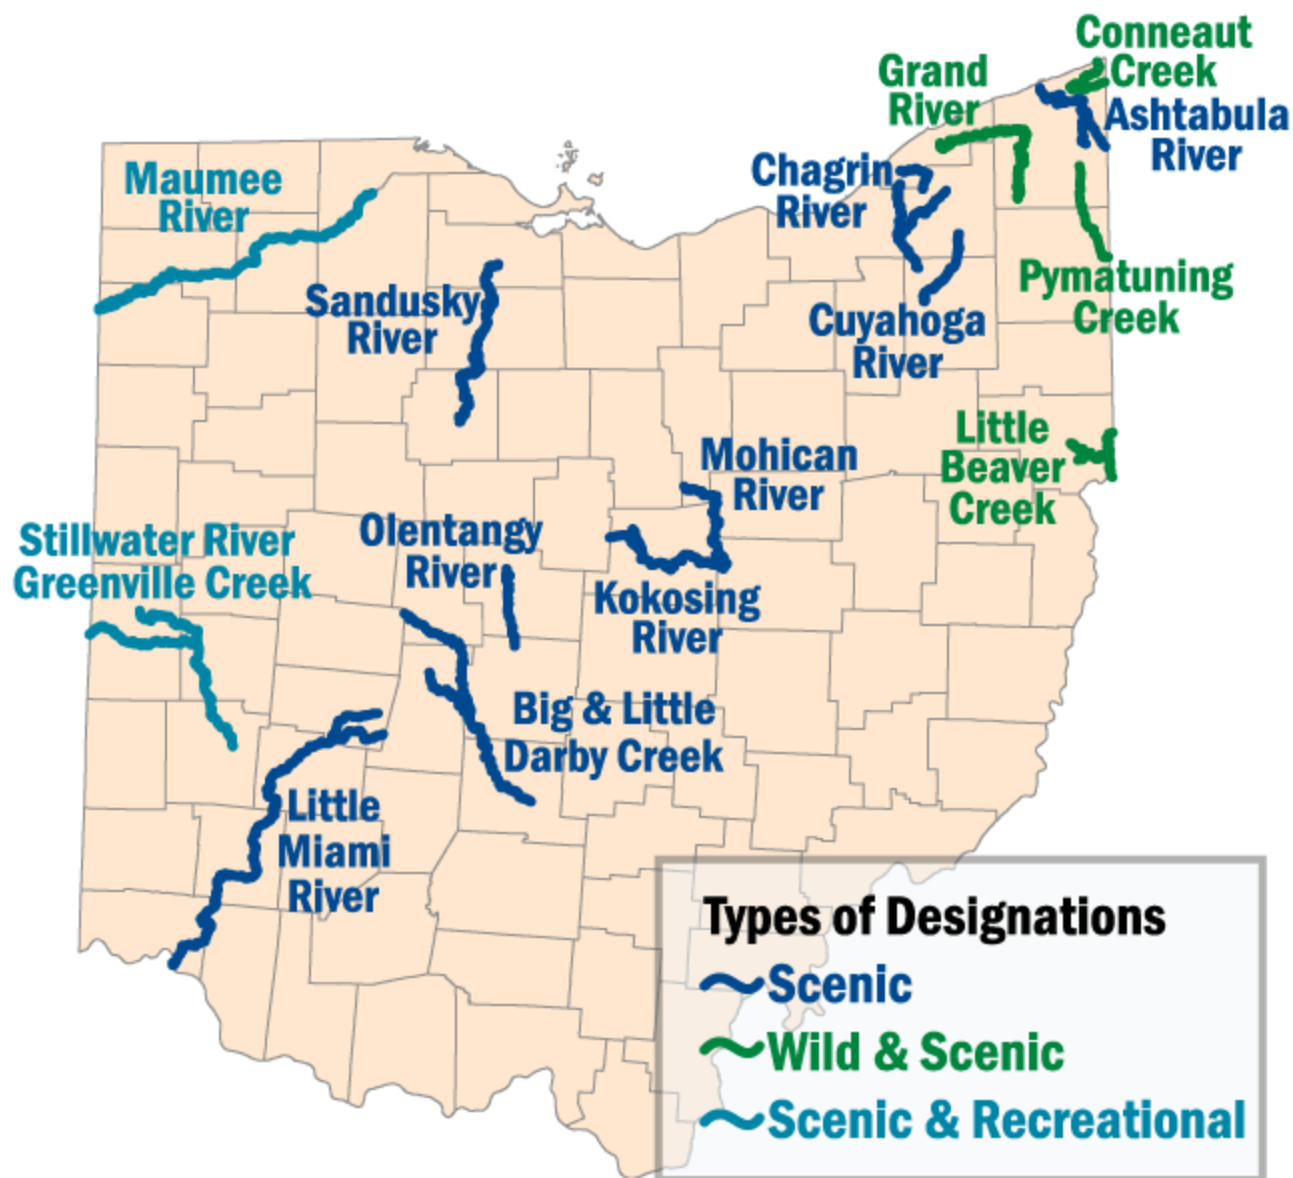 Conneaut
Creek
Grand
River
Ashtabula
River
Chagrin
River
Maumee
River
Pymatuning
Creek
Sandusky
River
Cuyahoga
River
Little
Beaver
Creek
Mohican
River
Olentangy
River
Stillwater River
Greenville Creek
Kokosing
River
Big & Little
Darby Creek
Little
Miami
River
Types of Designations
Scenic
Wild & Scenic
Scenic & Recreational